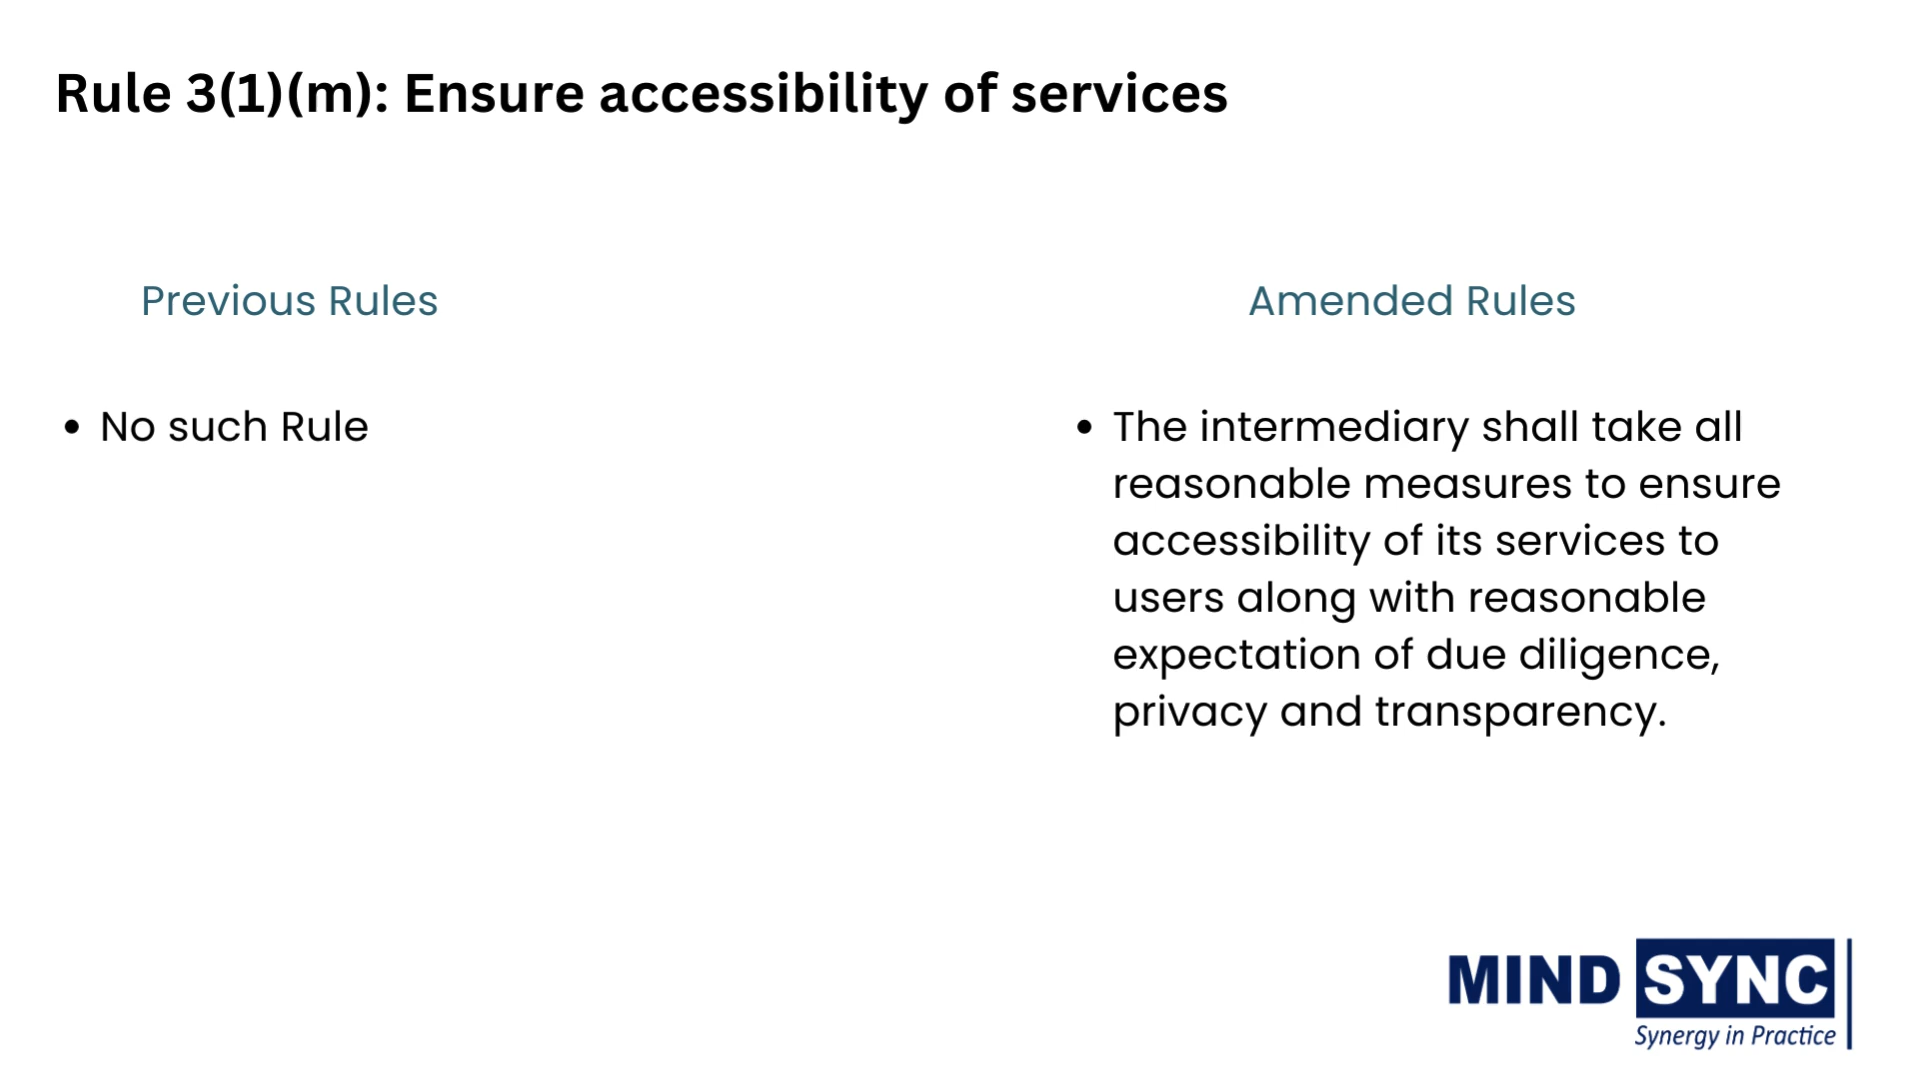 Rule 3(1)(m): Ensure accessibility of services
Previous Rules
• No such Rule
Amended Rules
• The intermediary shall take all
reasonable measures to ensure
accessibility of its services to
users along with reasonable
expectation of due diligence,
privacy and transparency.
MIND SYNC
Synergy in Practice